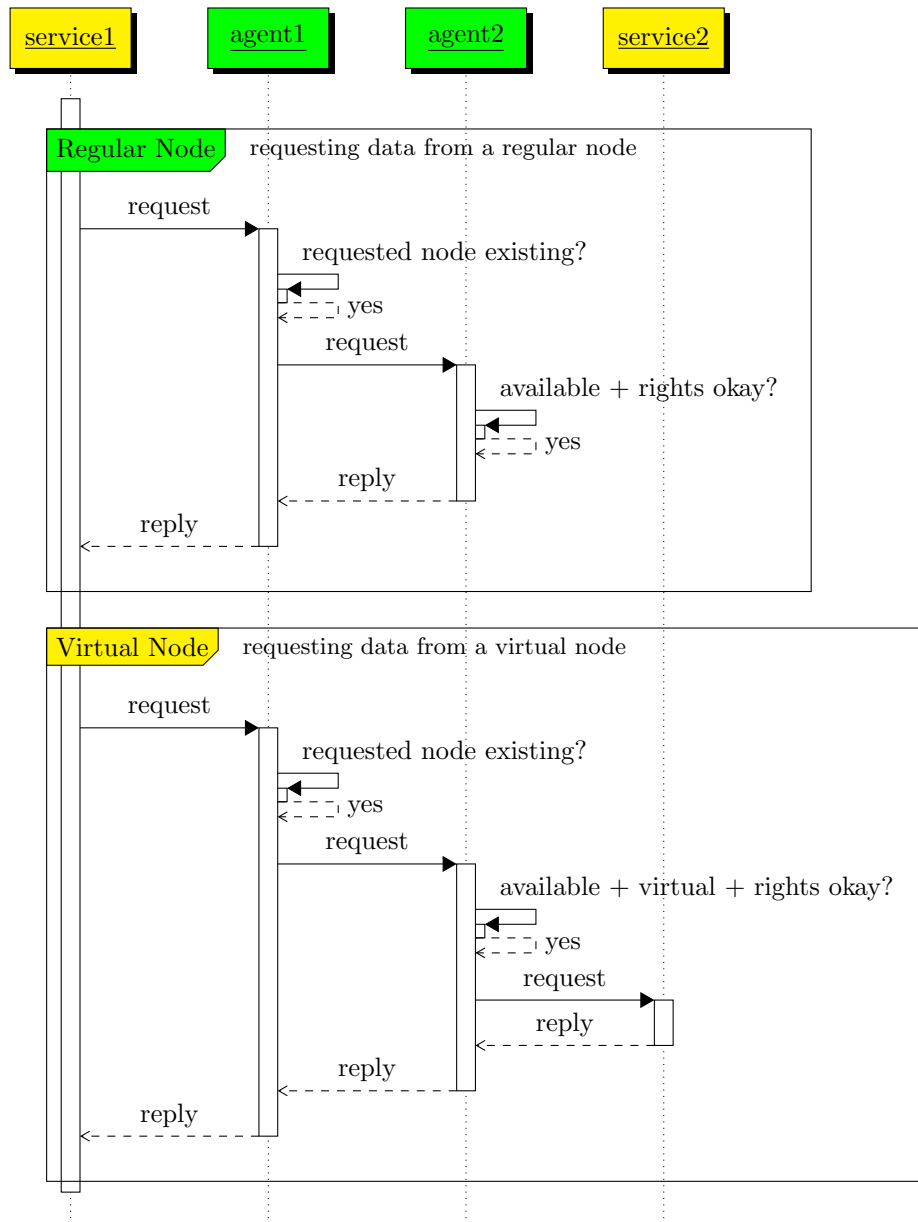 service1
agent1
agent2
service2
Regular Node
requesting data from a regular node
request
requested node existing?
yes
request
available + rights okay?
yes
reply
reply
Virtual Node
requesting data from a virtual node
request
requested node existing?
yes
request
available + virtual + rights okay?
yes
request
reply
reply
reply